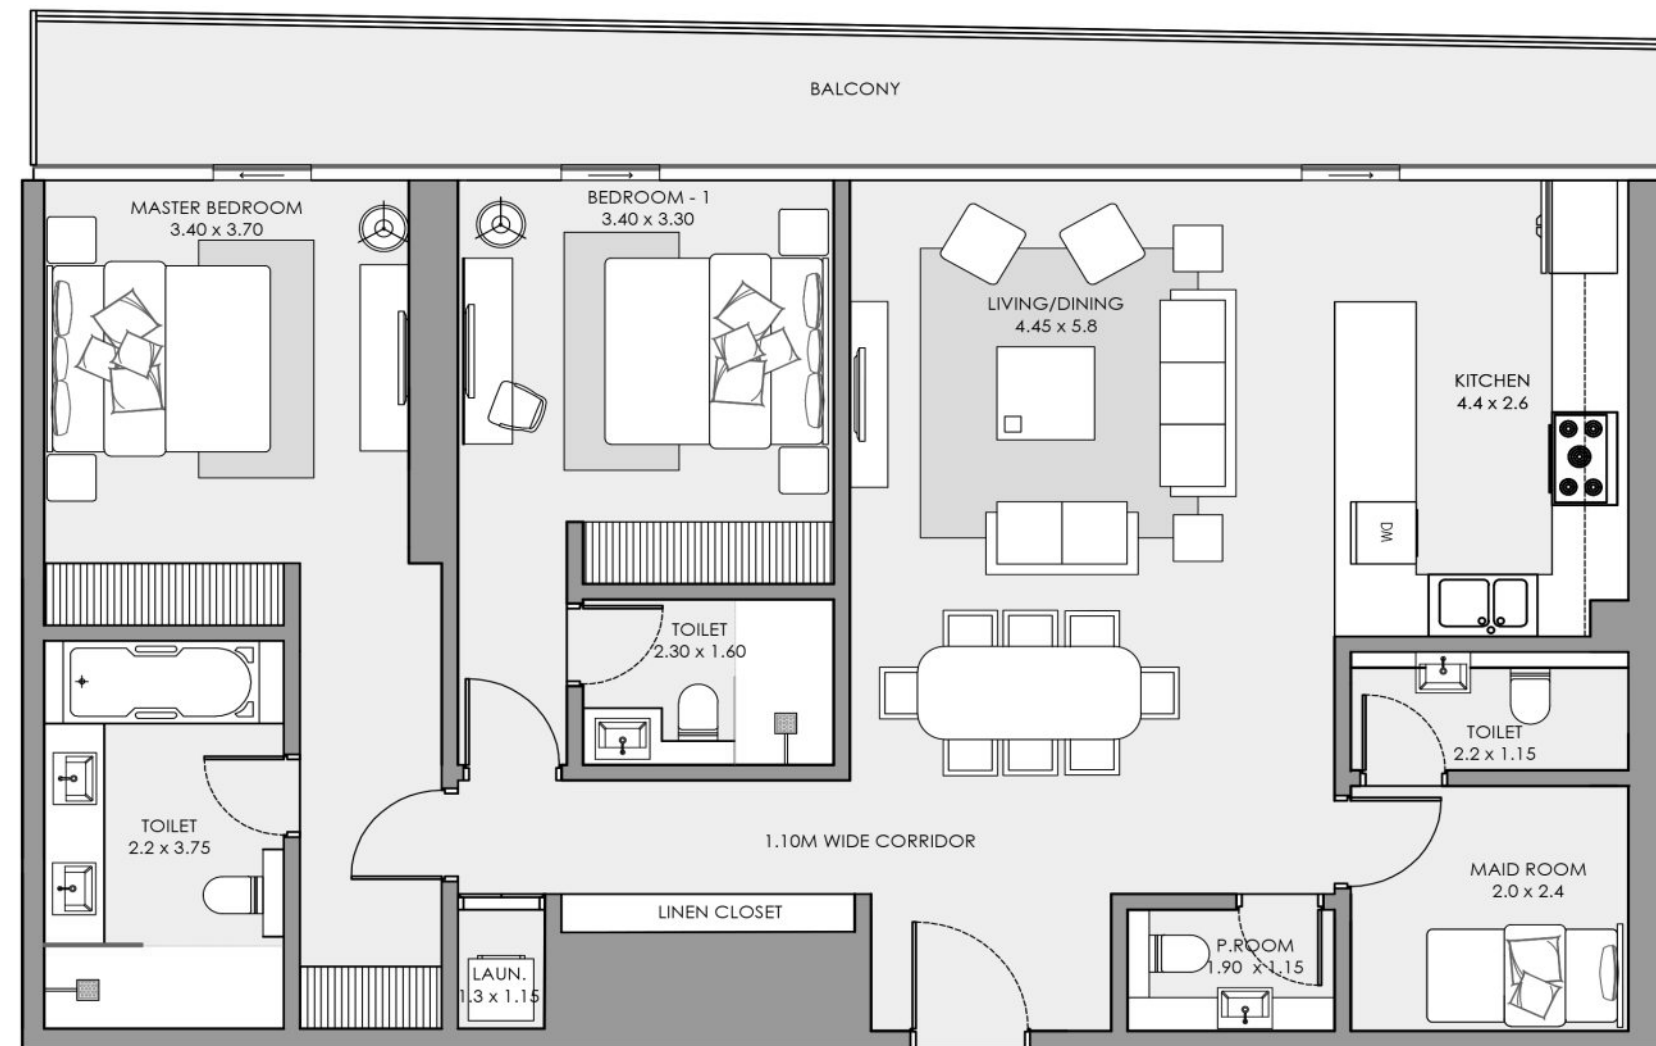 BALCONY
MASTER BEDROOM
3.40 x 3.70
BEDROOM - 1
3.40 x 3.30
LIVING/DINING
4.45 x 5.8
KITCHEN
4.4 x 2.6
DW
TOILET
2.30 x 1.60
TOILET
2.2 x 1.15
TOILET
2.2 x 3.75
1.10M WIDE CORRIDOR
MAID ROOM
2.0 x 2.4
LINEN CLOSET
P.ROOM
1.90 x 1.15
LAUN.
1.3 x 1.15